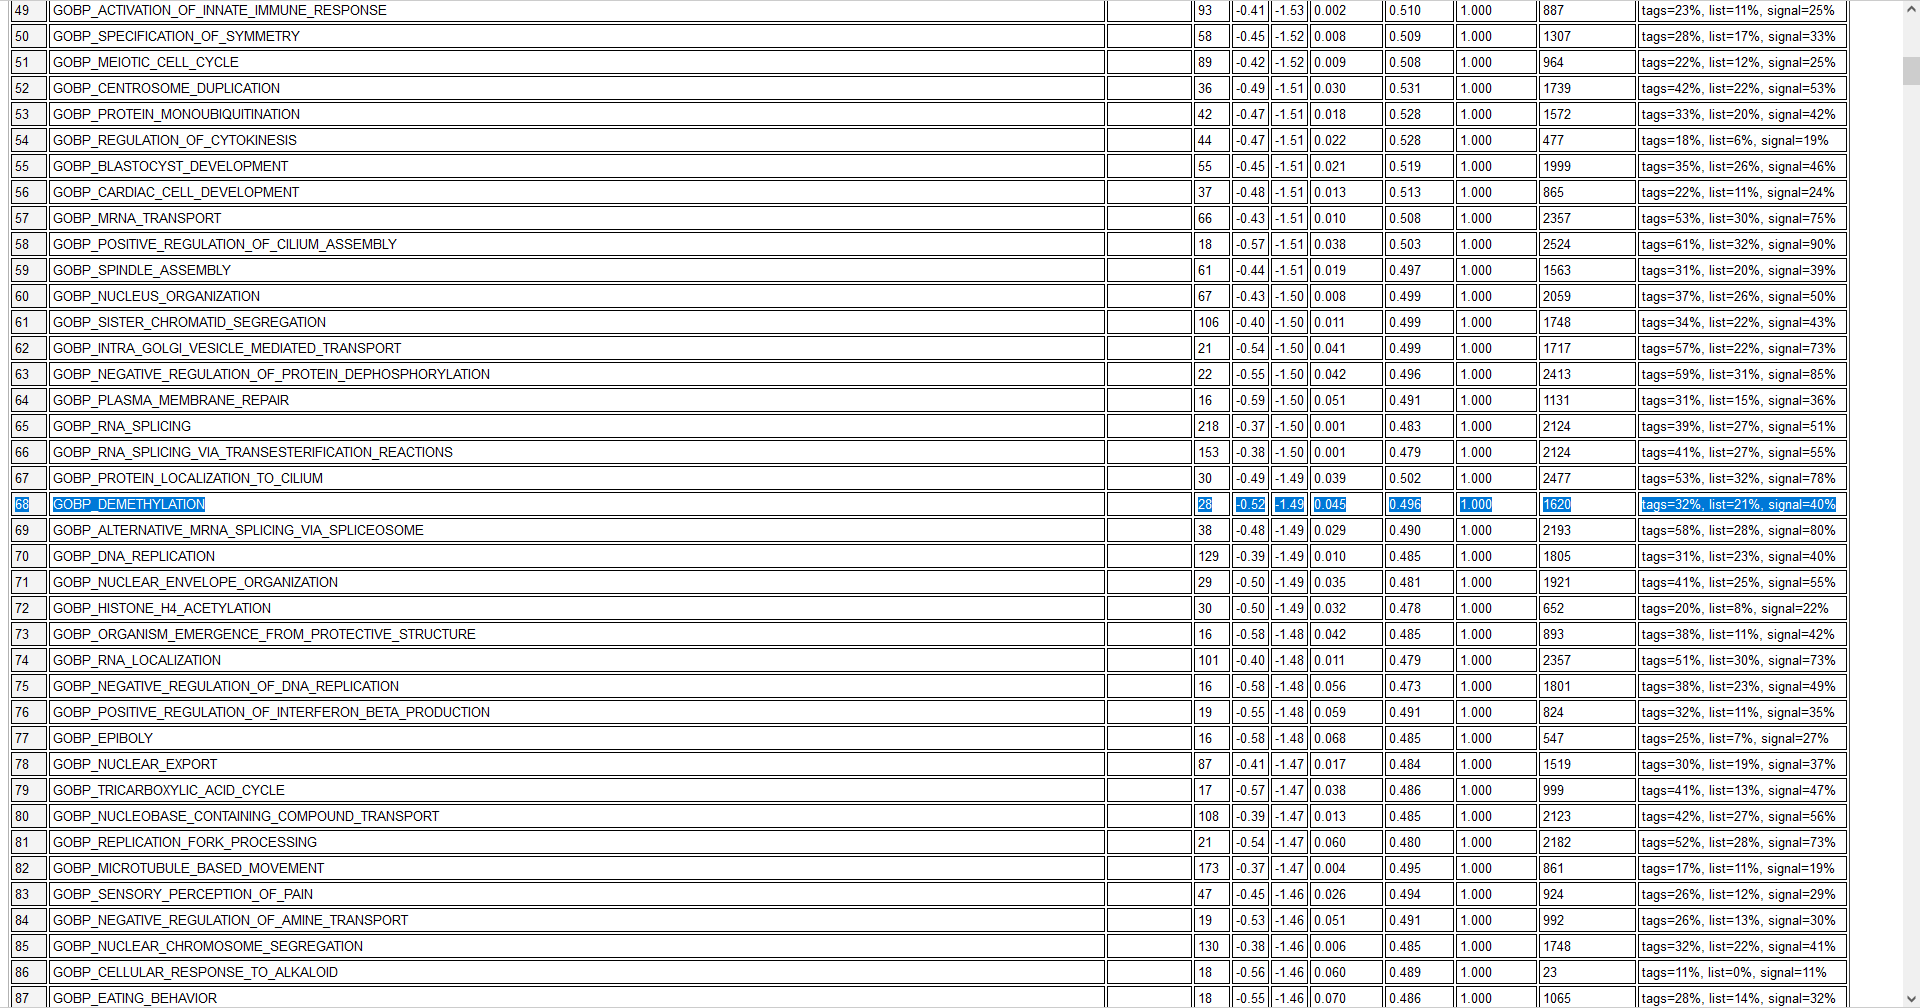 49 GOBP_ACTIVATION_OF_INNATE_IMMUNE_RESPONSE 93 -0.41 -1.53 0.002 0.510 1.000 887 tags=23%, list=11%, signal=25%
50 GOBP_SPECIFICATION_OF_SYMMETRY 58 -0.45 -1.52 0.008 0.509 1.000 1307 tags=28%, list=17%, signal=33%
51 GOBP_MEIOTIC_CELL_CYCLE 89 -0.42 -1.52 0.009 0.508 1.000 964 tags=22%, list=12%, signal=25%
52 GOBP_CENTROSOME_DUPLICATION 36 -0.49 -1.51 0.030 0.531 1.000 1739 tags=42%, list=22%, signal=53%
53 GOBP_PROTEIN_MONOUBIQUITINATION 42 -0.47 -1.51 0.018 0.528 1.000 1572 tags=33%, list=20%, signal=42%
54 GOBP_REGULATION_OF_CYTOKINESIS 44 -0.47 -1.51 0.022 0.528 1.000 477 tags=18%, list=6%, signal=19%
55 GOBP_BLASTOCYST_DEVELOPMENT 55 -0.45 -1.51 0.021 0.519 1.000 1999 tags=35%, list=26%, signal=46%
56 GOBP_CARDIAC_CELL_DEVELOPMENT 37 -0.48 -1.51 0.013 0.513 1.000 865 tags=22%, list=11%, signal=24%
57 GOBP_MRNA_TRANSPORT 66 -0.43 -1.51 0.010 0.508 1.000 2357 tags=53%, list=30%, signal=75%
58 GOBP_POSITIVE_REGULATION_OF_CILIUM_ASSEMBLY 18 -0.57 -1.51 0.038 0.503 1.000 2524 tags=61%, list=32%, signal=90%
59 GOBP_SPINDLE_ASSEMBLY 61 -0.44 -1.51 0.019 0.497 1.000 1563 tags=31%, list=20%, signal=39%
60 GOBP_NUCLEUS_ORGANIZATION 67 -0.43 -1.50 0.008 0.499 1.000 2059 tags=37%, list=26%, signal=50%
61 GOBP_SISTER_CHROMATID_SEGREGATION 106 -0.40 -1.50 0.011 0.499 1.000 1748 tags=34%, list=22%, signal=43%
62 GOBP_INTRA_GOLGI_VESICLE_MEDIATED_TRANSPORT 21 -0.54 -1.50 0.041 0.499 1.000 1717 tags=57%, list=22%, signal=73%
63 GOBP_NEGATIVE_REGULATION_OF_PROTEIN_DEPHOSPHORYLATION 22 -0.55 -1.50 0.042 0.496 1.000 2413 tags=59%, list=31%, signal=85%
64 GOBP_PLASMA_MEMBRANE_REPAIR 16 -0.59 -1.50 0.051 0.491 1.000 1131 tags=31%, list=15%, signal=36%
65 GOBP_RNA_SPLICING 218 -0.37 -1.50 0.001 0.483 1.000 2124 tags=39%, list=27%, signal=51%
66 GOBP_RNA_SPLICING_VIA_TRANSESTERIFICATION_REACTIONS 153 -0.38 -1.50 0.001 0.479 1.000 2124 tags=41%, list=27%, signal=55%
67 GOBP_PROTEIN_LOCALIZATION_TO_CILIUM 30 -0.49 -1.49 0.039 0.502 1.000 2477 tags=53%, list=32%, signal=78%
68 GOBP_DEMETHYLATION 28 -0.52 -1.49 0.045 0.496 1.000 1620 tags=32%, list=21%, signal=40%
69 GOBP_ALTERNATIVE_MRNA_SPLICING_VIA_SPLICEOSOME 38 -0.48 -1.49 0.029 0.490 1.000 2193 tags=58%, list=28%, signal=80%
70 GOBP_DNA_REPLICATION 129 -0.39 -1.49 0.010 0.485 1.000 1805 tags=31%, list=23%, signal=40%
71 GOBP_NUCLEAR_ENVELOPE_ORGANIZATION 29 -0.50 -1.49 0.035 0.481 1.000 1921 tags=41%, list=25%, signal=55%
72 GOBP_HISTONE_H4_ACETYLATION 30 -0.50 -1.49 0.032 0.478 1.000 652 tags=20%, list=8%, signal=22%
73 GOBP_ORGANISM_EMERGENCE_FROM_PROTECTIVE_STRUCTURE 16 -0.58 -1.48 0.042 0.485 1.000 893 tags=38%, list=11%, signal=42%
74 GOBP_RNA_LOCALIZATION 101 -0.40 -1.48 0.011 0.479 1.000 2357 tags=51%, list=30%, signal=73%
75 GOBP_NEGATIVE_REGULATION_OF_DNA_REPLICATION 16 -0.58 -1.48 0.056 0.473 1.000 1801 tags=38%, list=23%, signal=49%
76 GOBP_POSITIVE_REGULATION_OF_INTERFERON_BETA_PRODUCTION 19 -0.55 -1.48 0.059 0.491 1.000 824 tags=32%, list=11%, signal=35%
77 GOBP_EPIBOLY 16 -0.58 -1.48 0.068 0.485 1.000 547 tags=25%, list=7%, signal=27%
78 GOBP_NUCLEAR_EXPORT 87 -0.41 -1.47 0.017 0.484 1.000 1519 tags=30%, list=19%, signal=37%
79 GOBP_TRICARBOXYLIC_ACID_CYCLE 17 -0.57 -1.47 0.038 0.486 1.000 999 tags=41%, list=13%, signal=47%
80 GOBP_NUCLEOBASE_CONTAINING_COMPOUND_TRANSPORT 108 -0.39 -1.47 0.013 0.485 1.000 2123 tags=42%, list=27%, signal=56%
81 GOBP_REPLICATION_FORK_PROCESSING 21 -0.54 -1.47 0.060 0.480 1.000 2182 tags=52%, list=28%, signal=73%
82 GOBP_MICROTUBULE_BASED_MOVEMENT 173 -0.37 -1.47 0.004 0.495 1.000 861 tags=17%, list=11%, signal=19%
83 GOBP_SENSORY_PERCEPTION_OF_PAIN 47 -0.45 -1.46 0.026 0.494 1.000 924 tags=26%, list=12%, signal=29%
84 GOBP_NEGATIVE_REGULATION_OF_AMINE_TRANSPORT 19 -0.53 -1.46 0.051 0.491 1.000 992 tags=26%, list=13%, signal=30%
85 GOBP_NUCLEAR_CHROMOSOME_SEGREGATION 130 -0.38 -1.46 0.006 0.485 1.000 1748 tags=32%, list=22%, signal=41%
86 GOBP_CELLULAR_RESPONSE_TO_ALKALOID 18 -0.56 -1.46 0.060 0.489 1.000 23 tags=11%, list=0%, signal=11%
87 GOBP_EATING_BEHAVIOR 18 -0.55 -1.46 0.070 0.486 1.000 1065 tags=28%, list=14%, signal=32%